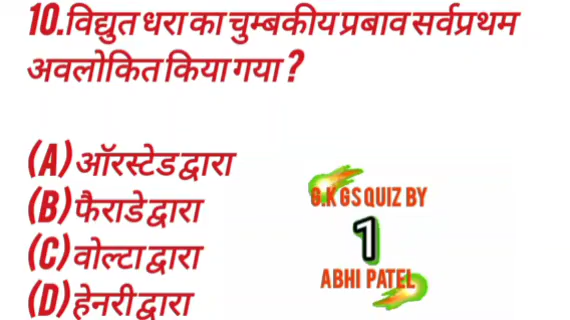 10.विद्युत धरा का चुम्बकीय प्रबाव सर्वप्रथम
अवलोकित किया गया ?
(A) ऑरस्टेड द्वारा
(B) फैराडे द्वारा
(C) वोल्टा द्वारा
(D) हेनरी द्वारा
G.K GS QUIZ BY
1
ABHI PATEL